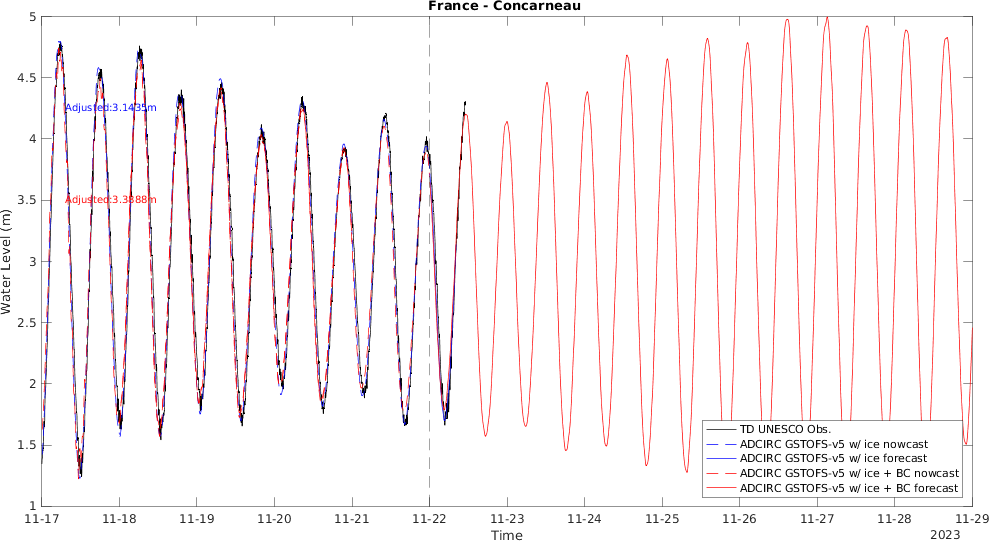 France - Concarneau
5
4.5
4
3.5
3
2.5
2
1.5
1
Water Level (m)
Adjusted:3.1435m
Adjusted:3.3888m
TD UNESCO Obs.
ADCIRC GSTOFS-v5 w/ ice nowcast
ADCIRC GSTOFS-v5 w/ ice forecast
ADCIRC GSTOFS-v5 w/ ice + BC nowcast
ADCIRC GSTOFS-v5 w/ ice + BC forecast
11-17 11-18 11-19 11-20 11-21 11-22 11-23 11-24 11-25 11-26 11-27 11-28 11-29
Time
2023